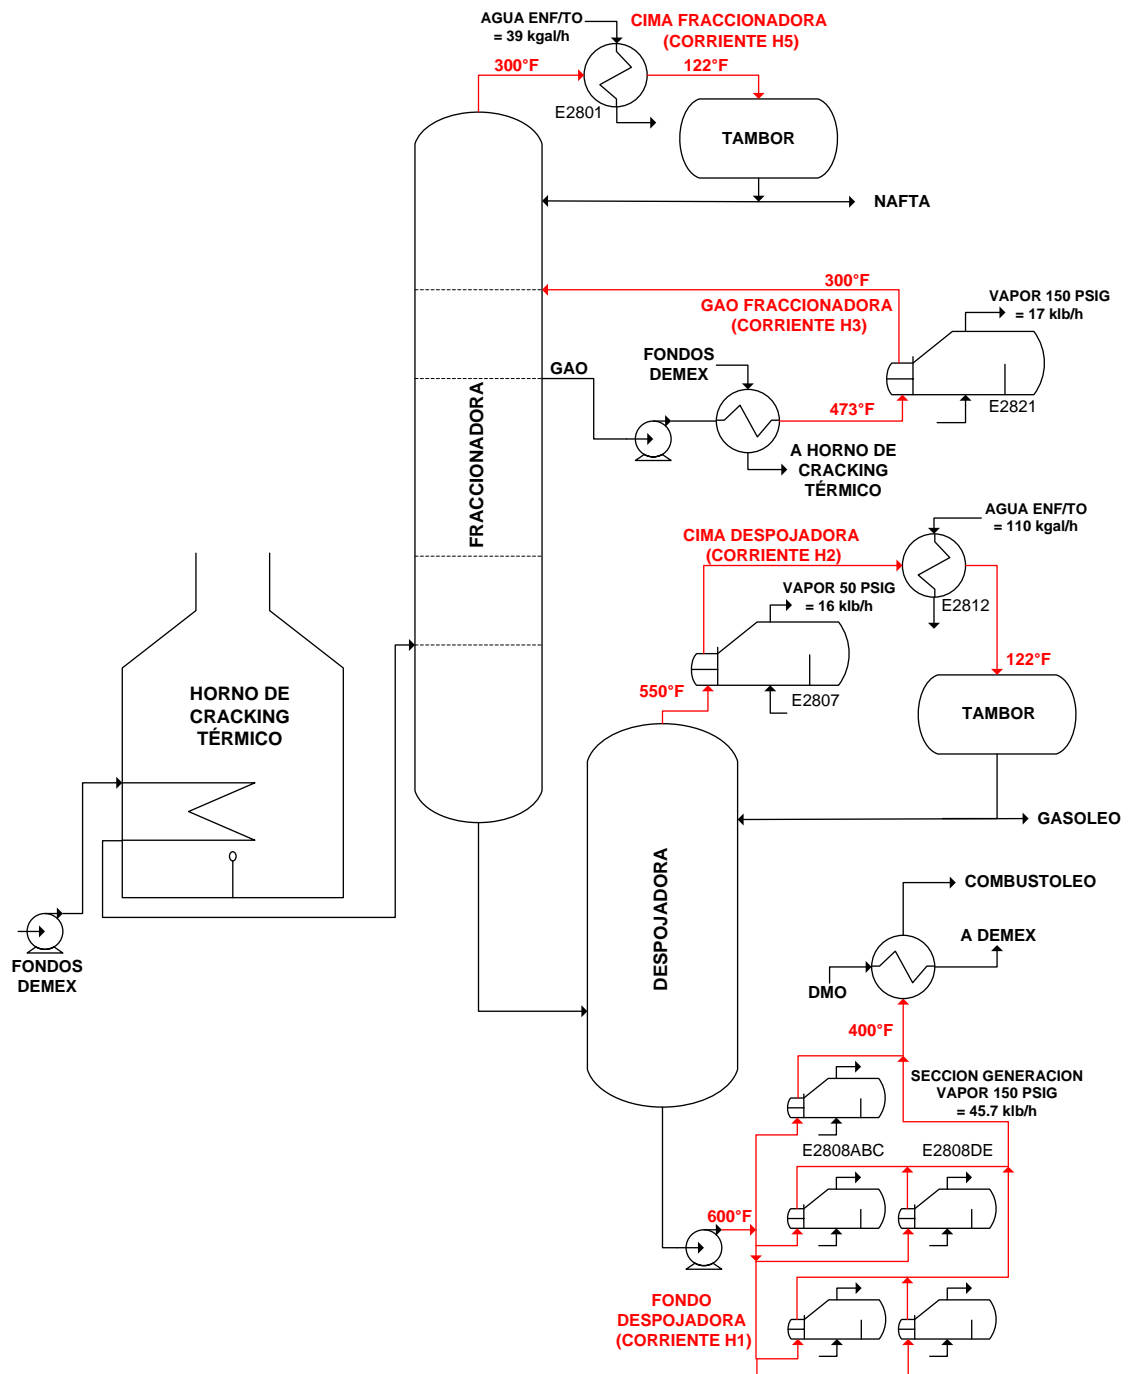 AGUA ENF/TO
= 39 kgal/h
CIMA FRACCIONADORA
(CORRIENTE H5)
300°F
122°F
E2801
TAMBOR
NAFTA
300°F
GAO FRACCIONADORA
(CORRIENTE H3)
VAPOR 150 PSIG
= 17 klb/h
FONDOS
DEMEX
GAO
473°F
E2821
A HORNO DE
CRACKING
TÉRMICO
FRACCIONADORA
AGUA ENF/TO
= 110 kgal/h
CIMA DESPOJADORA
(CORRIENTE H2)
VAPOR 50 PSIG
= 16 klb/h
E2812
122°F
550°F
E2807
TAMBOR
HORNO DE
CRACKING
TÉRMICO
GASOLEO
DESPOJADORA
COMBUSTOLEO
A DEMEX
DMO
FONDOS
DEMEX
400°F
SECCION GENERACION
VAPOR 150 PSIG
= 45.7 klb/h
E2808ABC
E2808DE
600°F
FONDO
DESPOJADORA
(CORRIENTE H1)